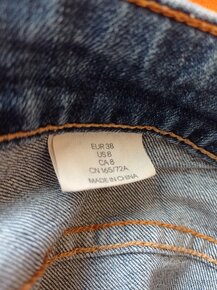 EUR 38
US 8
CA 8
CN 165/72A
MADE IN CHINA